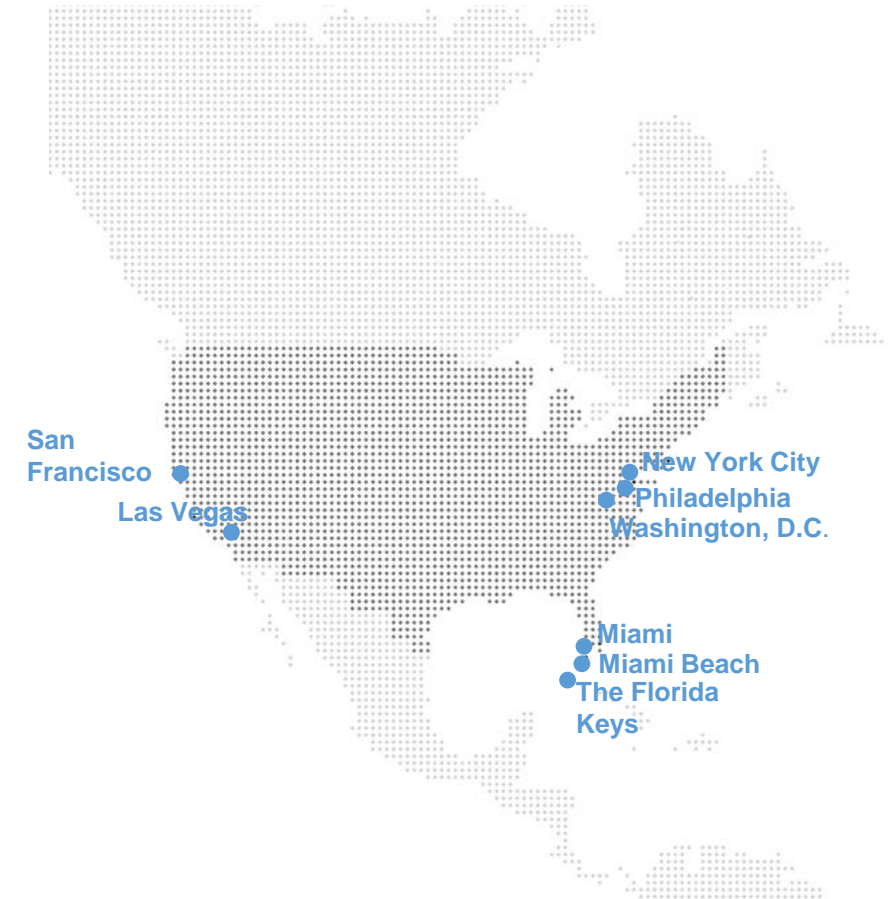 San
Francisco
New York City
Philadelphia
Las Vegas
Washington, D.C.
Miami
Miami Beach
The Florida
Keys